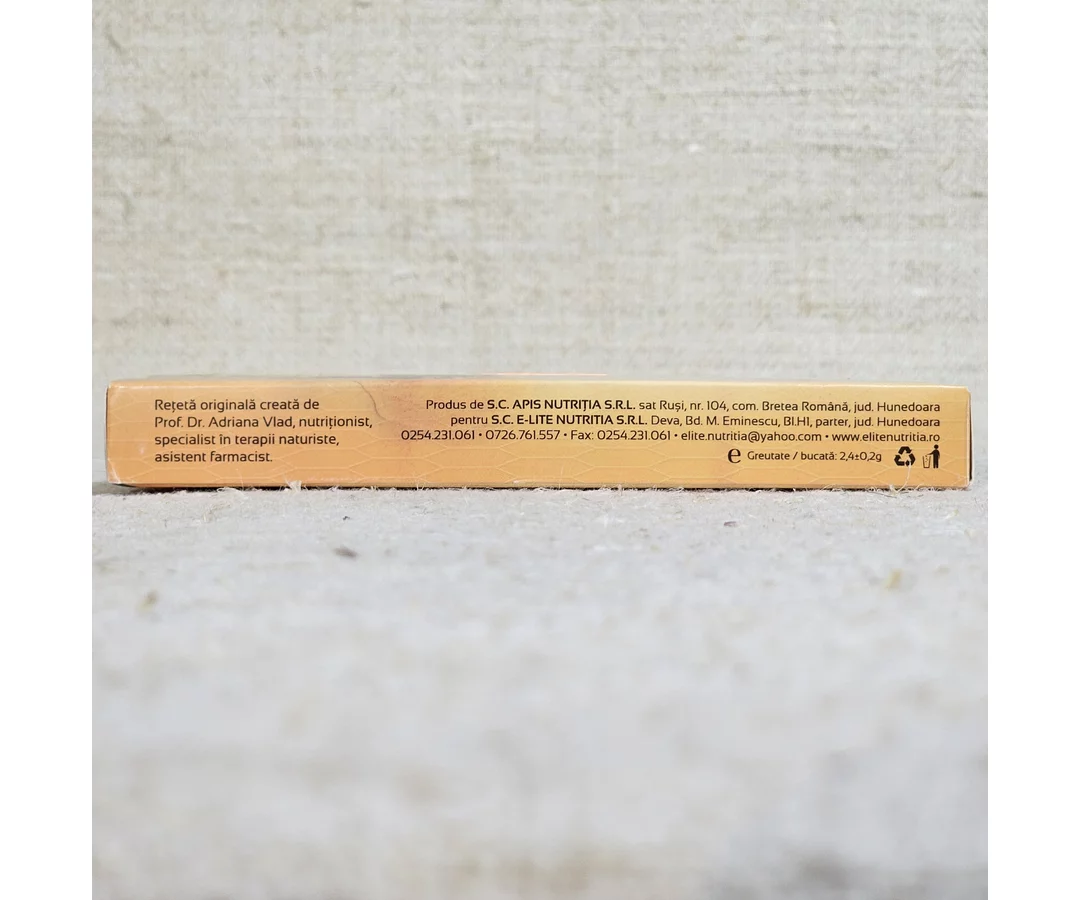 Rețetă originală creată de
Prof. Dr. Adriana Vlad, nutriționist,
specialist în terapii naturiste,
asistent farmacist.
Produs de S.C. APIS NUTRIȚIA S.R.L. sat Ruși, nr. 104, com. Bretea Română, jud. Hunedoara
pentru S.C. E-LITE NUTRITIA S.R.L. Deva, Bd. M. Eminescu, Bl.H1, parter, jud. Hunedoara
0254.231.061 • 0726.761.557 • Fax: 0254.231.061 • elite.nutritia@yahoo.com • www.elitenutritia.ro
℮ Greutate / bucată: 2,4±0,2g